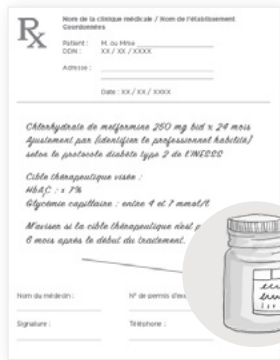 Rx
Nom de la clinique médicale / Nom de l'établissement
Coordonnées
Patient : M. ou Mme
DDN : XX / XX / XXXX
Adresse :
Date : XX / XX / XXXX
Chlorhydrate de metformine 250 mg bid x 24 mois
Ajustement par (identifier le professionnel habilité)
selon le protocole diabète type 2 de l'INESSS
Cible thérapeutique visée :
HbAC : ≤ 7%
Glycémie capillaire : entre 4 et 7 mmol/L
M'aviser si la cible thérapeutique n'est
6 mois après le début du traitement.
Nom du médecin :
N° de permis
Signature :
Téléphone :